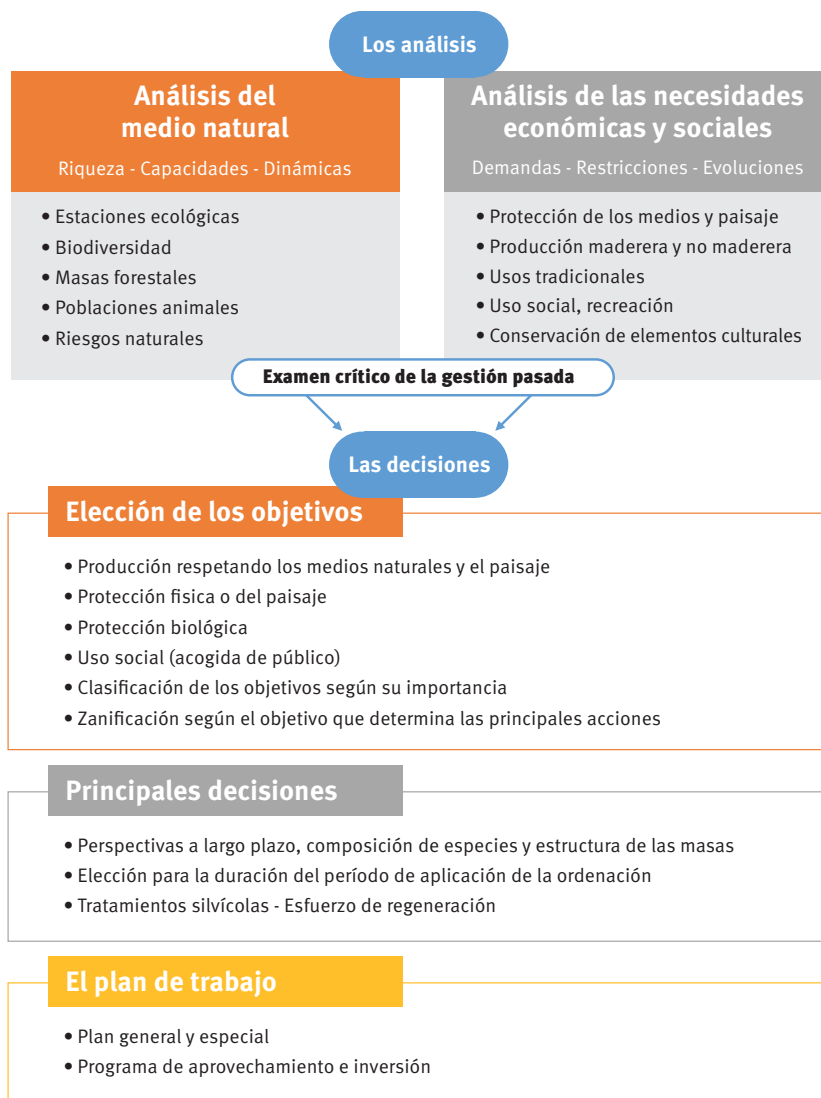 Los análisis
Análisis del
medio natural
Riqueza - Capacidades - Dinámicas
• Estaciones ecológicas
• Biodiversidad
• Masas forestales
• Poblaciones animales
• Riesgos naturales
Análisis de las necesidades
económicas y sociales
Demandas - Restricciones - Evoluciones
• Protección de los medios y paisaje
• Producción maderera y no maderera
• Usos tradicionales
• Uso social, recreación
• Conservación de elementos culturales
Examen crítico de la gestión pasada
Las decisiones
Elección de los objetivos
• Producción respetando los medios naturales y el paisaje
• Protección fisica o del paisaje
• Protección biológica
• Uso social (acogida de público)
• Clasificación de los objetivos según su importancia
• Zanificación según el objetivo que determina las principales acciones
Principales decisiones
• Perspectivas a largo plazo, composición de especies y estructura de las masas
• Elección para la duración del período de aplicación de la ordenación
• Tratamientos silvícolas - Esfuerzo de regeneración
El plan de trabajo
• Plan general y especial
• Programa de aprovechamiento e inversión